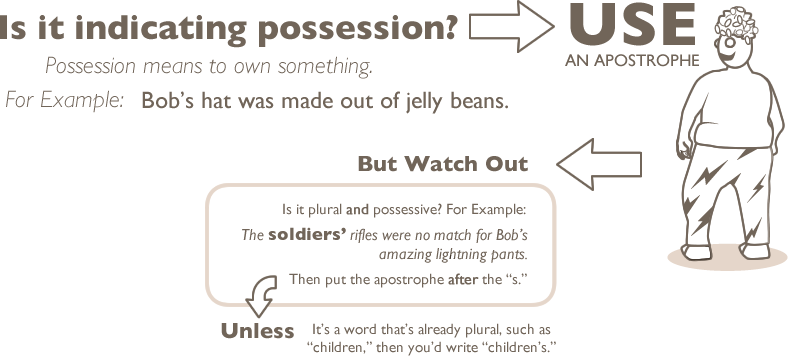 Is it indicating possession?
USE
AN APOSTROPHE
Possession means to own something.
For Example: Bob's hat was made out of jelly beans.
But Watch Out
Is it plural and possessive? For Example:
The soldiers' rifles were no match for Bob's
amazing lightning pants.
Then put the apostrophe after the “s.”
Unless
It's a word that's already plural, such as
“children,” then you'd write “children's.”